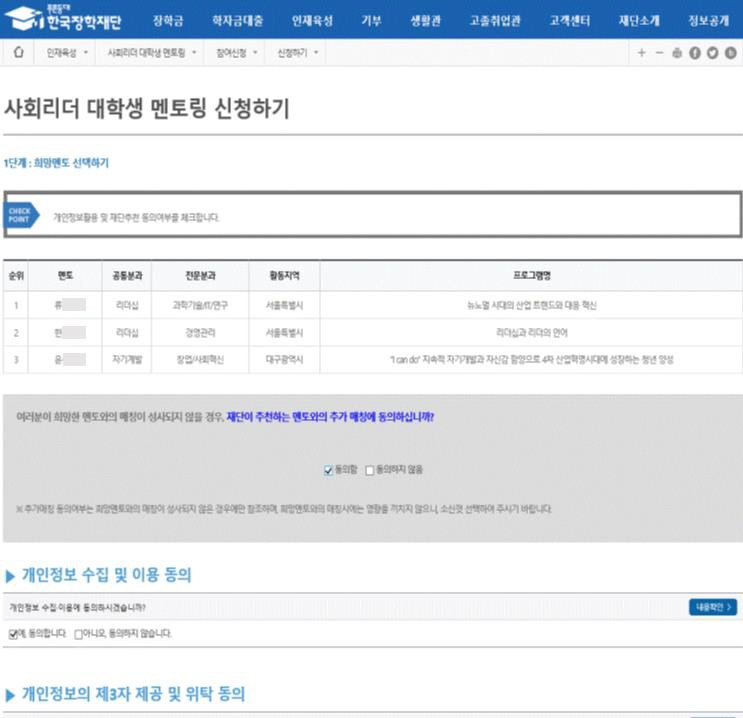 푸른등대
한국장학재단 장학금 학자금대출 인재육성 기부 생활관 고졸취업관 고객센터 재단소개 정보공개
인재육성 사회리더 대학생 멘토링 참여신청 신청하기
사회리더 대학생 멘토링 신청하기
1단계 : 희망멘토 선택하기
CHECK
POINT
개인정보활용 및 재단추천 동의여부를 체크합니다.
순위 멘토 공통분과 전문분과 활동지역 프로그램명
1 류 리더십 과학기술/IT/연구 서울특별시 뉴노멀 시대의 산업 트렌드와 대응 혁신
2 한 리더십 경영관리 서울특별시 리더십과 리더의 언어
3 윤 자기개발 창업/사회혁신 대구광역시 "I can do" 지속적 자기개발과 자신감 함양으로 4차 산업혁명시대에 성장하는 청년 양성
여러분이 희망한 멘토와의 매칭이 성사되지 않을 경우, 재단이 추천하는 멘토와의 추가 매칭에 동의하십니까?
동의함 동의하지 않음
※ 추가매칭 동의여부는 희망멘토와의 매칭이 성사되지 않은 경우에만 참조하며, 희망멘토와의 매칭시에는 영향을 끼치지 않으니, 소신껏 선택하여 주시기 바랍니다.
개인정보 수집 및 이용 동의
개인정보 수집·이용에 동의하시겠습니까? 내용확인 >
예, 동의합니다. 아니오, 동의하지 않습니다.
개인정보의 제3자 제공 및 위탁 동의